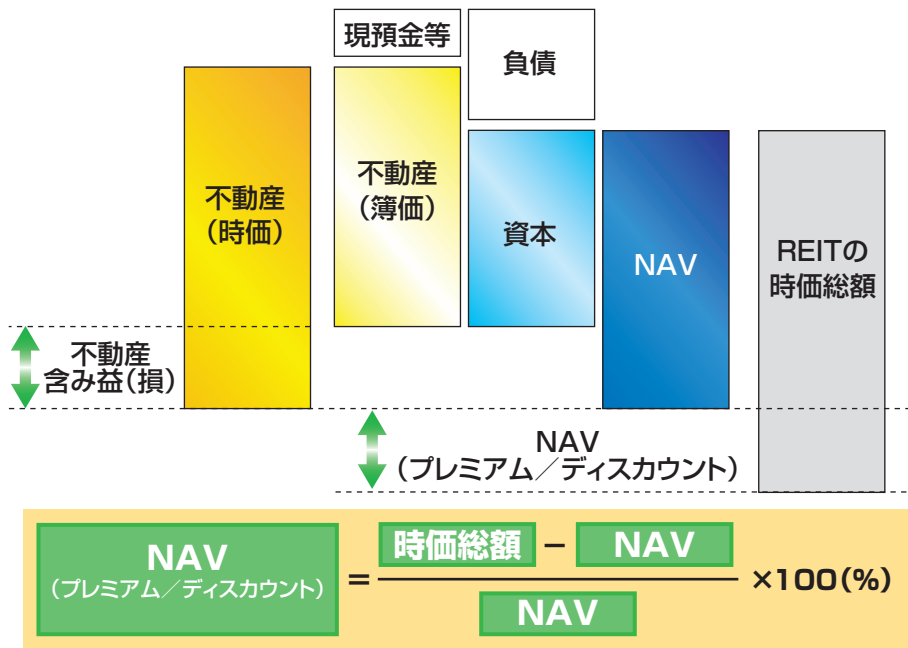 現預金等
負債
不動産
（時価）
不動産
（簿価）
資本
NAV
REITの
時価総額
不動産
含み益（損）
NAV
（プレミアム／ディスカウント）
NAV
（プレミアム／ディスカウント）
=
時価総額 − NAV
NAV
×100（%）